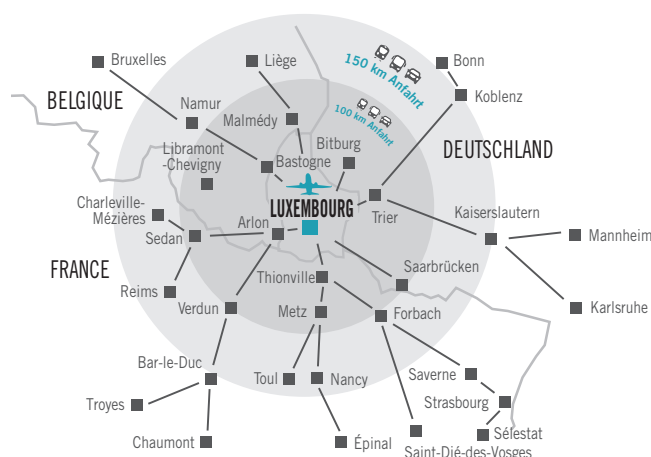 Bruxelles
Liège
150 km Anfahrt
Bonn
BELGIQUE
Namur
Koblenz
Malmédy
100 km Anfahrt
Bitburg
DEUTSCHLAND
Libramont
-Chevigny
Bastogne
Charleville-
Mézières
LUXEMBOURG
Trier
Kaiserslautern
Arlon
Sedan
Mannheim
FRANCE
Thionville
Saarbrücken
Reims
Verdun
Metz
Forbach
Karlsruhe
Bar-le-Duc
Toul
Nancy
Saverne
Troyes
Strasbourg
Chaumont
Épinal
Sélestat
Saint-Dié-des-Vosges